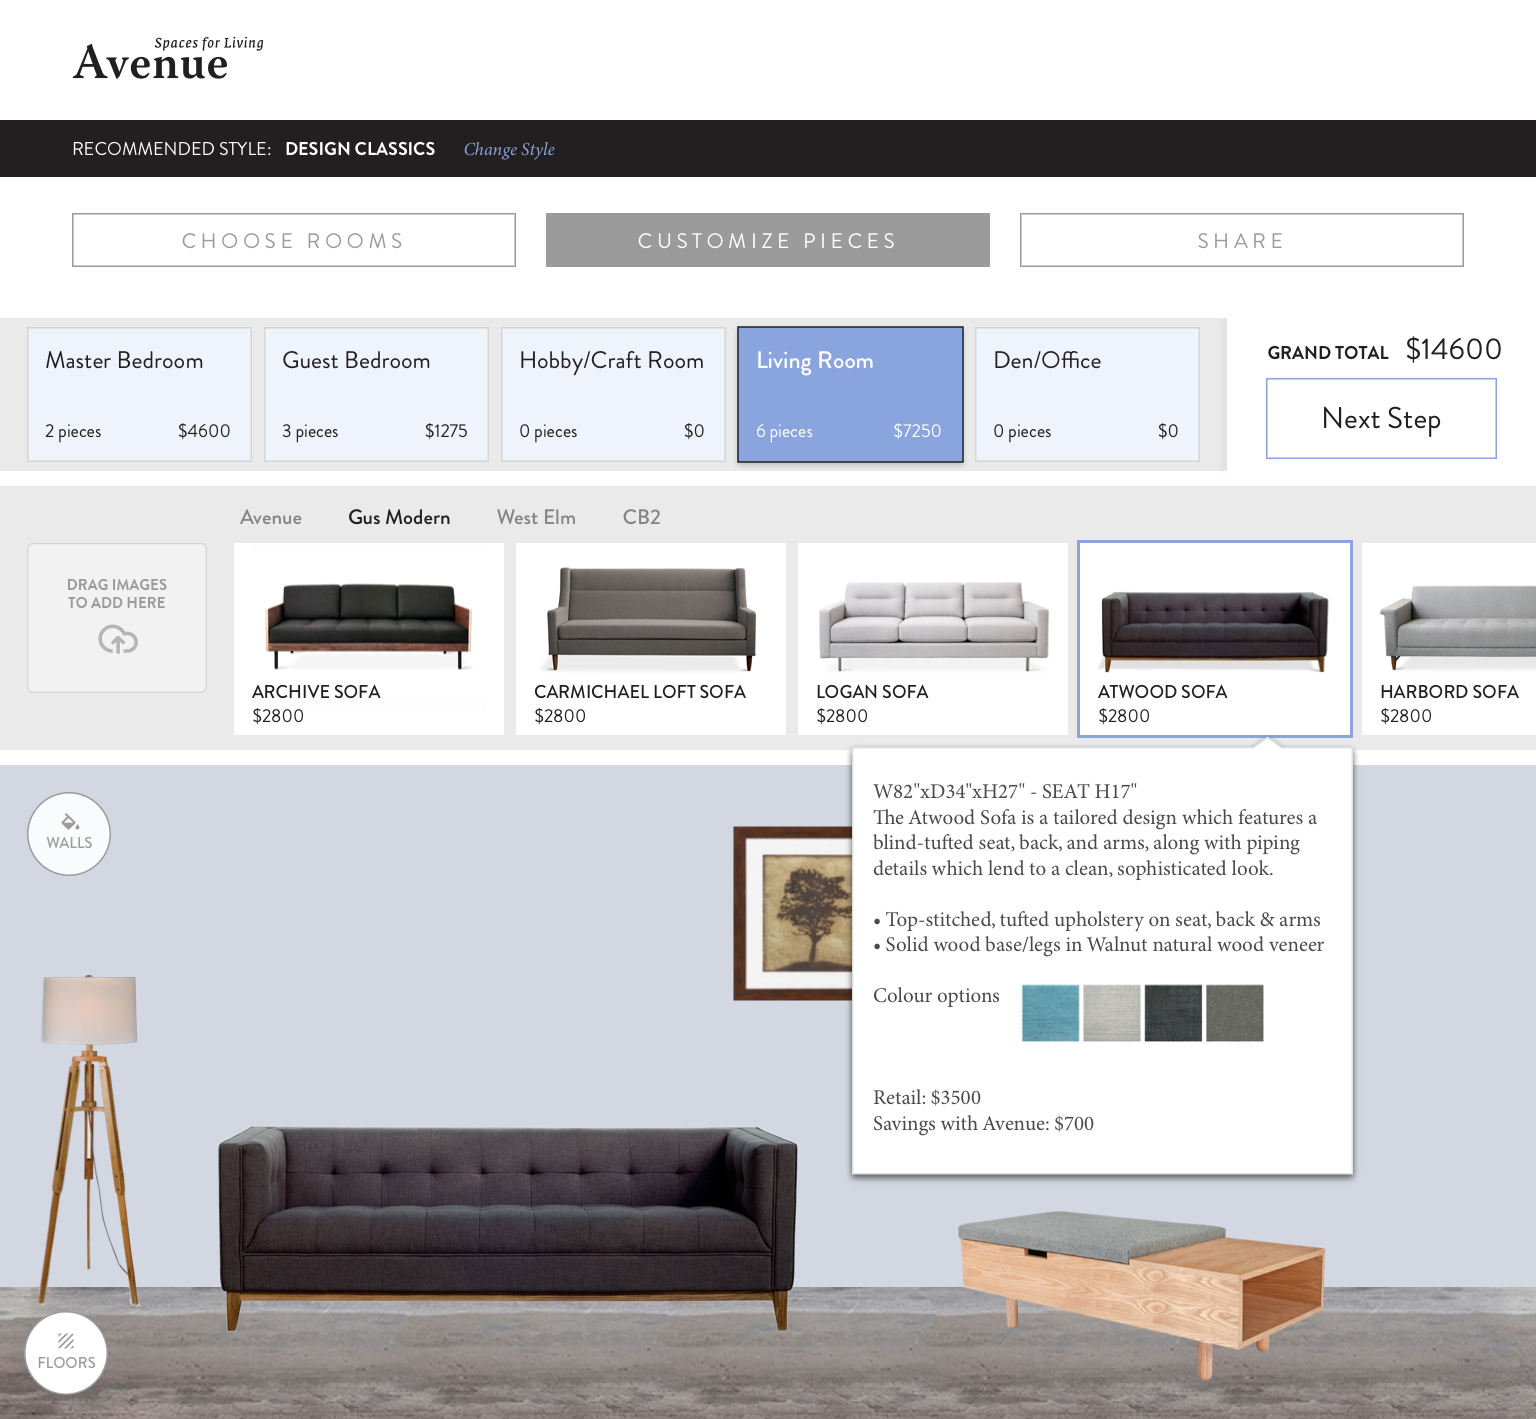 Spaces for Living
Avenue
RECOMMENDED STYLE: DESIGN CLASSICS Change Style
CHOOSE ROOMS
CUSTOMIZE PIECES
SHARE
Master Bedroom
2 pieces $4600
Guest Bedroom
3 pieces $1275
Hobby/Craft Room
0 pieces $0
Living Room
6 pieces $7250
Den/Office
0 pieces $0
GRAND TOTAL $14600
Next Step
Avenue Gus Modern West Elm CB2
DRAG IMAGES
TO ADD HERE
ARCHIVE SOFA
$2800
CARMICHAEL LOFT SOFA
$2800
LOGAN SOFA
$2800
ATWOOD SOFA
$2800
HARBORD SOFA
$2800
W82"xD34"xH27" - SEAT H17"
The Atwood Sofa is a tailored design which features a
blind-tufted seat, back, and arms, along with piping
details which lend to a clean, sophisticated look.
• Top-stitched, tufted upholstery on seat, back & arms
• Solid wood base/legs in Walnut natural wood veneer
Colour options
Retail: $3500
Savings with Avenue: $700
WALLS
FLOORS